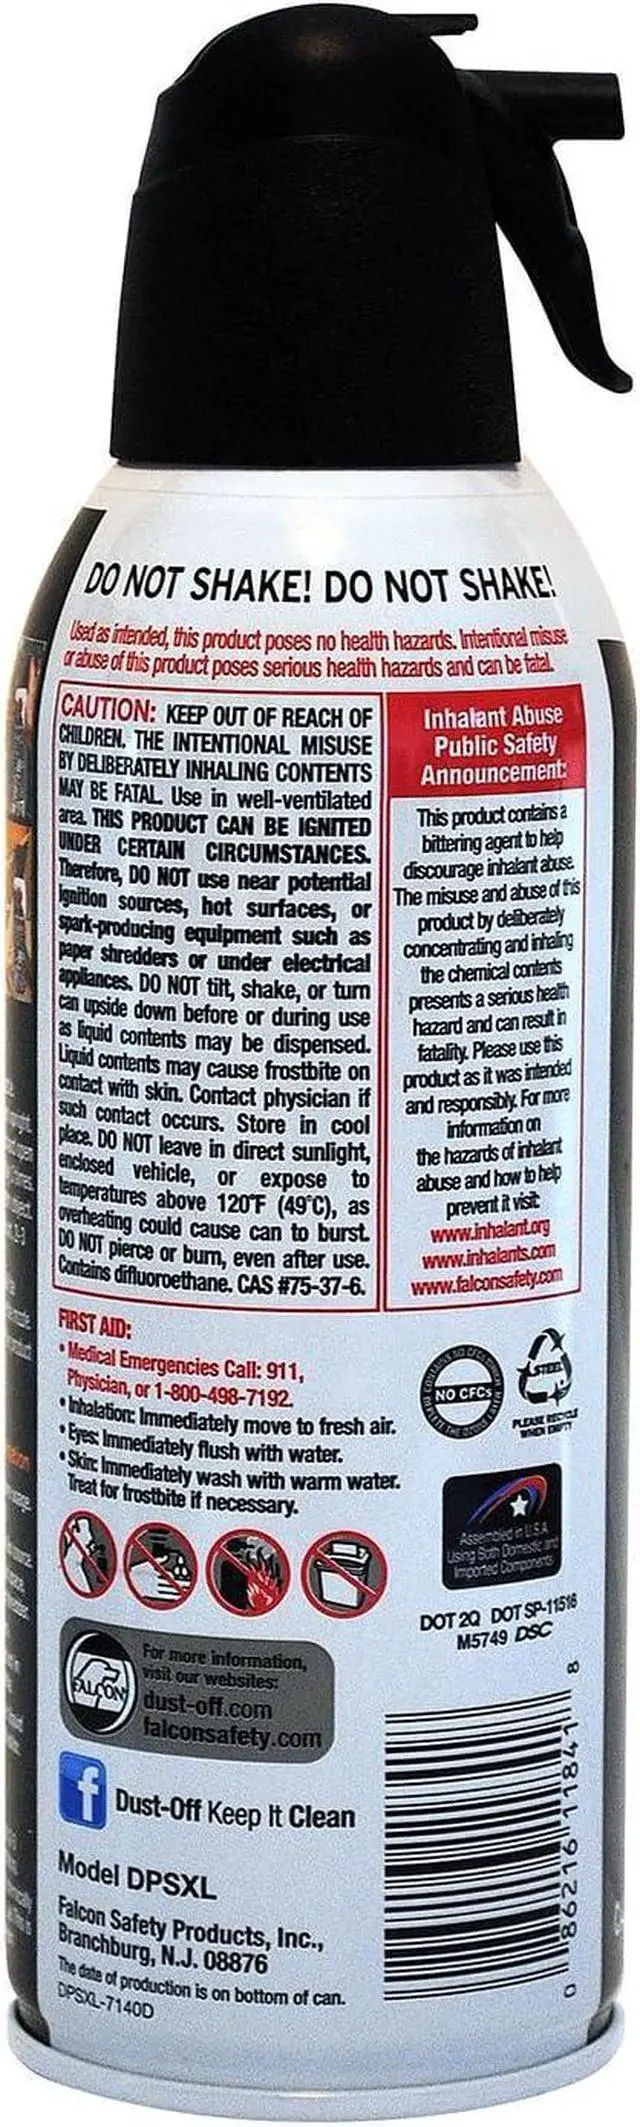 DO NOT SHAKE! DO NOT SHAKE!
Used as intended, this product poses no health hazards. Intentional misuse
or abuse of this product poses serious health hazards and can be fatal.
CAUTION: KEEP OUT OF REACH OF
CHILDREN. THE INTENTIONAL MISUSE
BY DELIBERATELY INHALING CONTENTS
MAY BE FATAL. Use in well-ventilated
area. THIS PRODUCT CAN BE IGNITED
UNDER CERTAIN CIRCUMSTANCES.
Therefore, DO NOT use near potential
ignition sources, hot surfaces, or
spark-producing equipment such as
paper shredders or under electrical
appliances. DO NOT tilt, shake, or turn
can upside down before or during use
as liquid contents may be dispensed.
Liquid contents may cause frostbite on
contact with skin. Contact physician if
such contact occurs. Store in cool
place. DO NOT leave in direct sunlight,
enclosed vehicle, or expose to
temperatures above 120°F (49°C), as
overheating could cause can to burst.
DO NOT pierce or burn, even after use.
Contains difluoroethane. CAS #75-37-6.
Inhalant Abuse
Public Safety
Announcement:
This product contains a
bittering agent to help
discourage inhalant abuse.
The misuse and abuse of this
product by deliberately
concentrating and inhaling
the chemical contents
presents a serious health
hazard and can result in
fatality. Please use this
product as it was intended
and responsibly. For more
information on
the hazards of inhalant
abuse and how to help
prevent it visit:
www.inhalant.org
www.inhalants.com
www.falconsafety.com
FIRST AID:
• Medical Emergencies Call: 911,
Physician, or 1-800-498-7192.
• Inhalation: Immediately move to fresh air.
• Eyes: Immediately flush with water.
• Skin: Immediately wash with warm water.
Treat for frostbite if necessary.
CONTAINS NO CFCs
NO CFCs
STEEL
PLEASE RECYCLE
WHEN EMPTY
Assembled in U.S.A.
Using Both Domestic and
Imported Components
DOT 2Q DOT SP-11516
M5749 DSC
FALCON
For more information,
visit our websites:
dust-off.com
falconsafety.com
f
Dust-Off Keep It Clean
Model DPSXL
Falcon Safety Products, Inc.,
Branchburg, N.J. 08876
The date of production is on bottom of can.
DPSXL-7140D
0 86216 11841 8